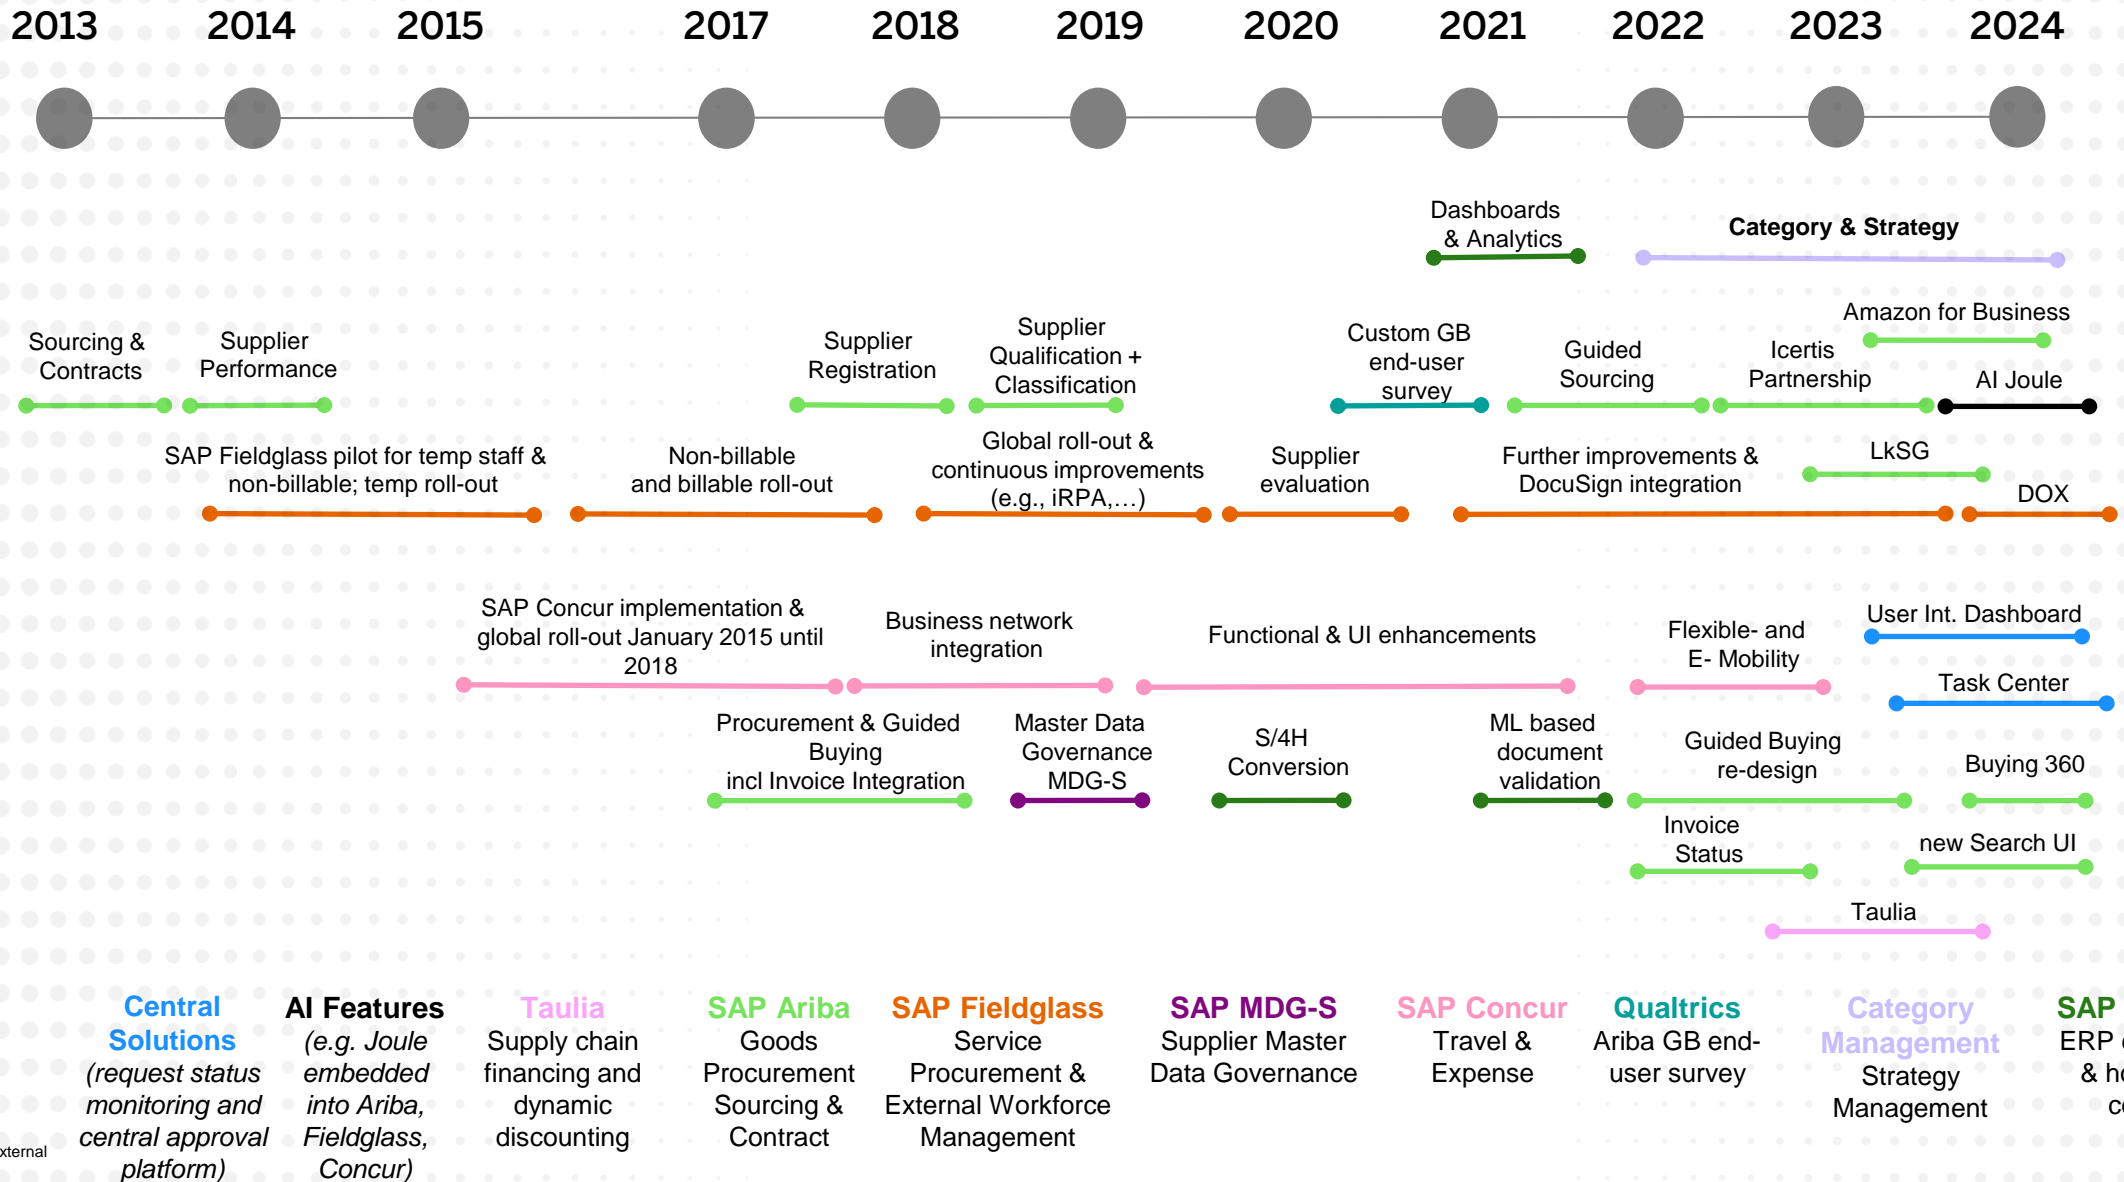 2013 2014 2015 2017 2018 2019 2020 2021 2022 2023 2024
Dashboards
& Analytics
Category & Strategy
Amazon for Business
Sourcing &
Contracts
Supplier
Performance
Supplier
Registration
Supplier
Qualification +
Classification
Custom GB
end-user
survey
Guided
Sourcing
Icertis
Partnership
AI Joule
SAP Fieldglass pilot for temp staff &
non-billable; temp roll-out
Non-billable
and billable roll-out
Global roll-out &
continuous improvements
(e.g., iRPA,…)
Supplier
evaluation
Further improvements &
DocuSign integration
LkSG
DOX
SAP Concur implementation &
global roll-out January 2015 until
2018
Business network
integration
Functional & UI enhancements
Flexible- and
E- Mobility
User Int. Dashboard
Task Center
Procurement & Guided
Buying
incl Invoice Integration
Master Data
Governance
MDG-S
S/4H
Conversion
ML based
document
validation
Guided Buying
re-design
Buying 360
Invoice
Status
new Search UI
Taulia
Central
Solutions
(request status
monitoring and
central approval
platform)
AI Features
(e.g. Joule
embedded
into Ariba,
Fieldglass,
Concur)
Taulia
Supply chain
financing and
dynamic
discounting
SAP Ariba
Goods
Procurement
Sourcing &
Contract
SAP Fieldglass
Service
Procurement &
External Workforce
Management
SAP MDG-S
Supplier Master
Data Governance
SAP Concur
Travel &
Expense
Qualtrics
Ariba GB end-
user survey
Category
Management
Strategy
Management
SAP
ERP
&